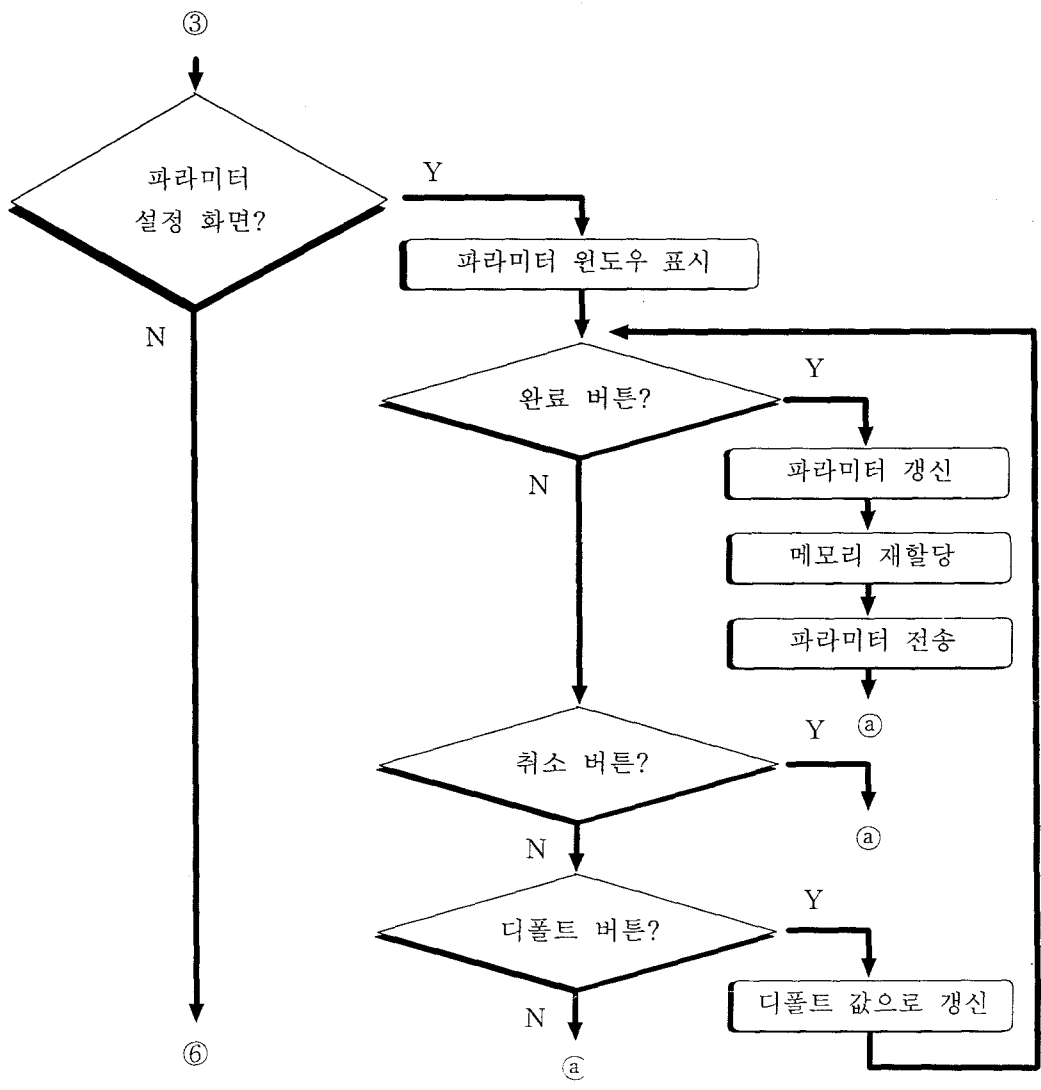 ③
파라미터
설정 화면?
Y
파라미터 윈도우 표시
N
완료 버튼?
Y
파라미터 갱신
N
메모리 재할당
파라미터 전송
ⓐ
취소 버튼?
Y
ⓐ
N
디폴트 버튼?
Y
디폴트 값으로 갱신
N
ⓐ
⑥